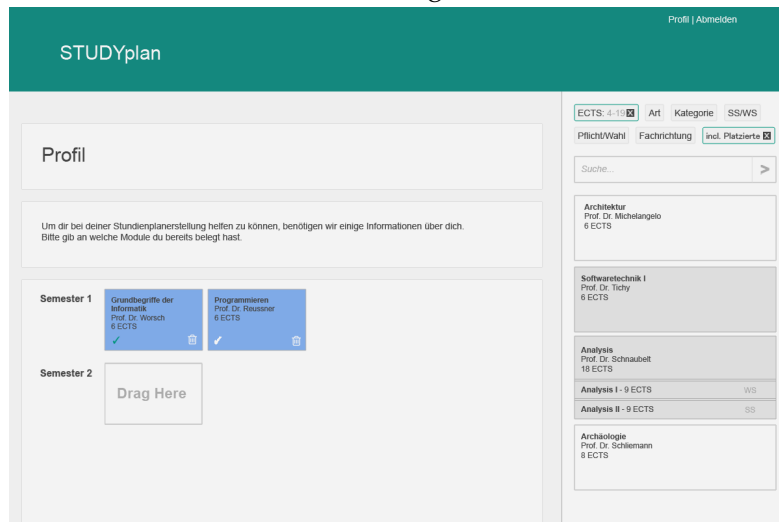 Profil | Abmelden
STUDYplan
Profil
Um dir bei deiner Stundienplanerstellung helfen zu können, benötigen wir einige Informationen über dich.
Bitte gib an welche Module du bereits belegt hast.
Semester 1
Grundbegriffe der
Informatik
Prof. Dr. Worsch
6 ECTS
Programmieren
Prof. Dr. Reussner
6 ECTS
Semester 2
Drag Here
ECTS: 4-19 Art Kategorie SS/WS
Pflicht/Wahl Fachrichtung incl. Platzierte
Suche...
Architektur
Prof. Dr. Michelangelo
6 ECTS
Softwaretechnik I
Prof. Dr. Tichy
6 ECTS
Analysis
Prof. Dr. Schnaubelt
18 ECTS
Analysis I - 9 ECTS WS
Analysis II - 9 ECTS SS
Archäologie
Prof. Dr. Schliemann
8 ECTS